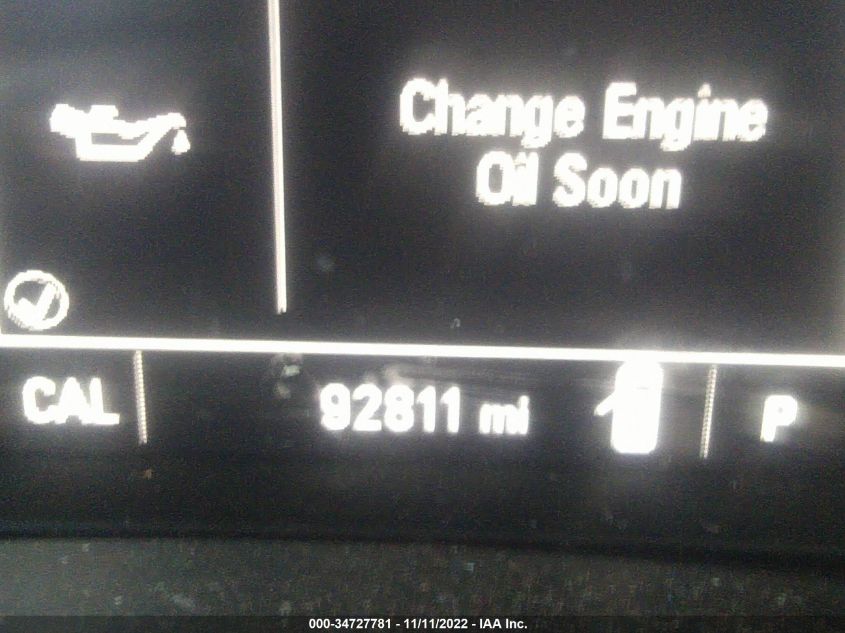 Change Engine
Oil Soon
CAL
92811 mi
P
000-34727781 - 11/11/2022 - IAA Inc.